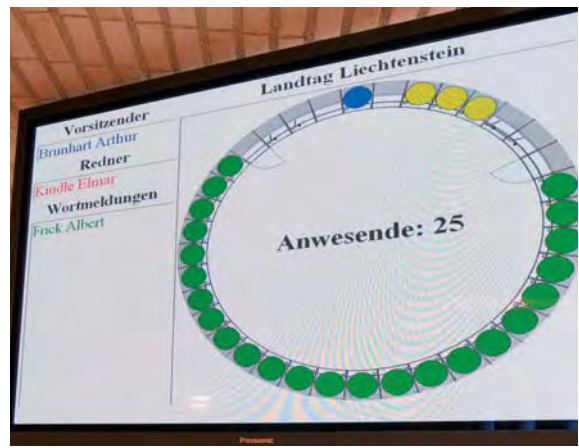 Landtag Liechtenstein
Vorsitzender
Brunhart Arthur
Redner
Kindle Elmar
Wortmeldungen
Frick Albert
Anwesende: 25
Panasonic